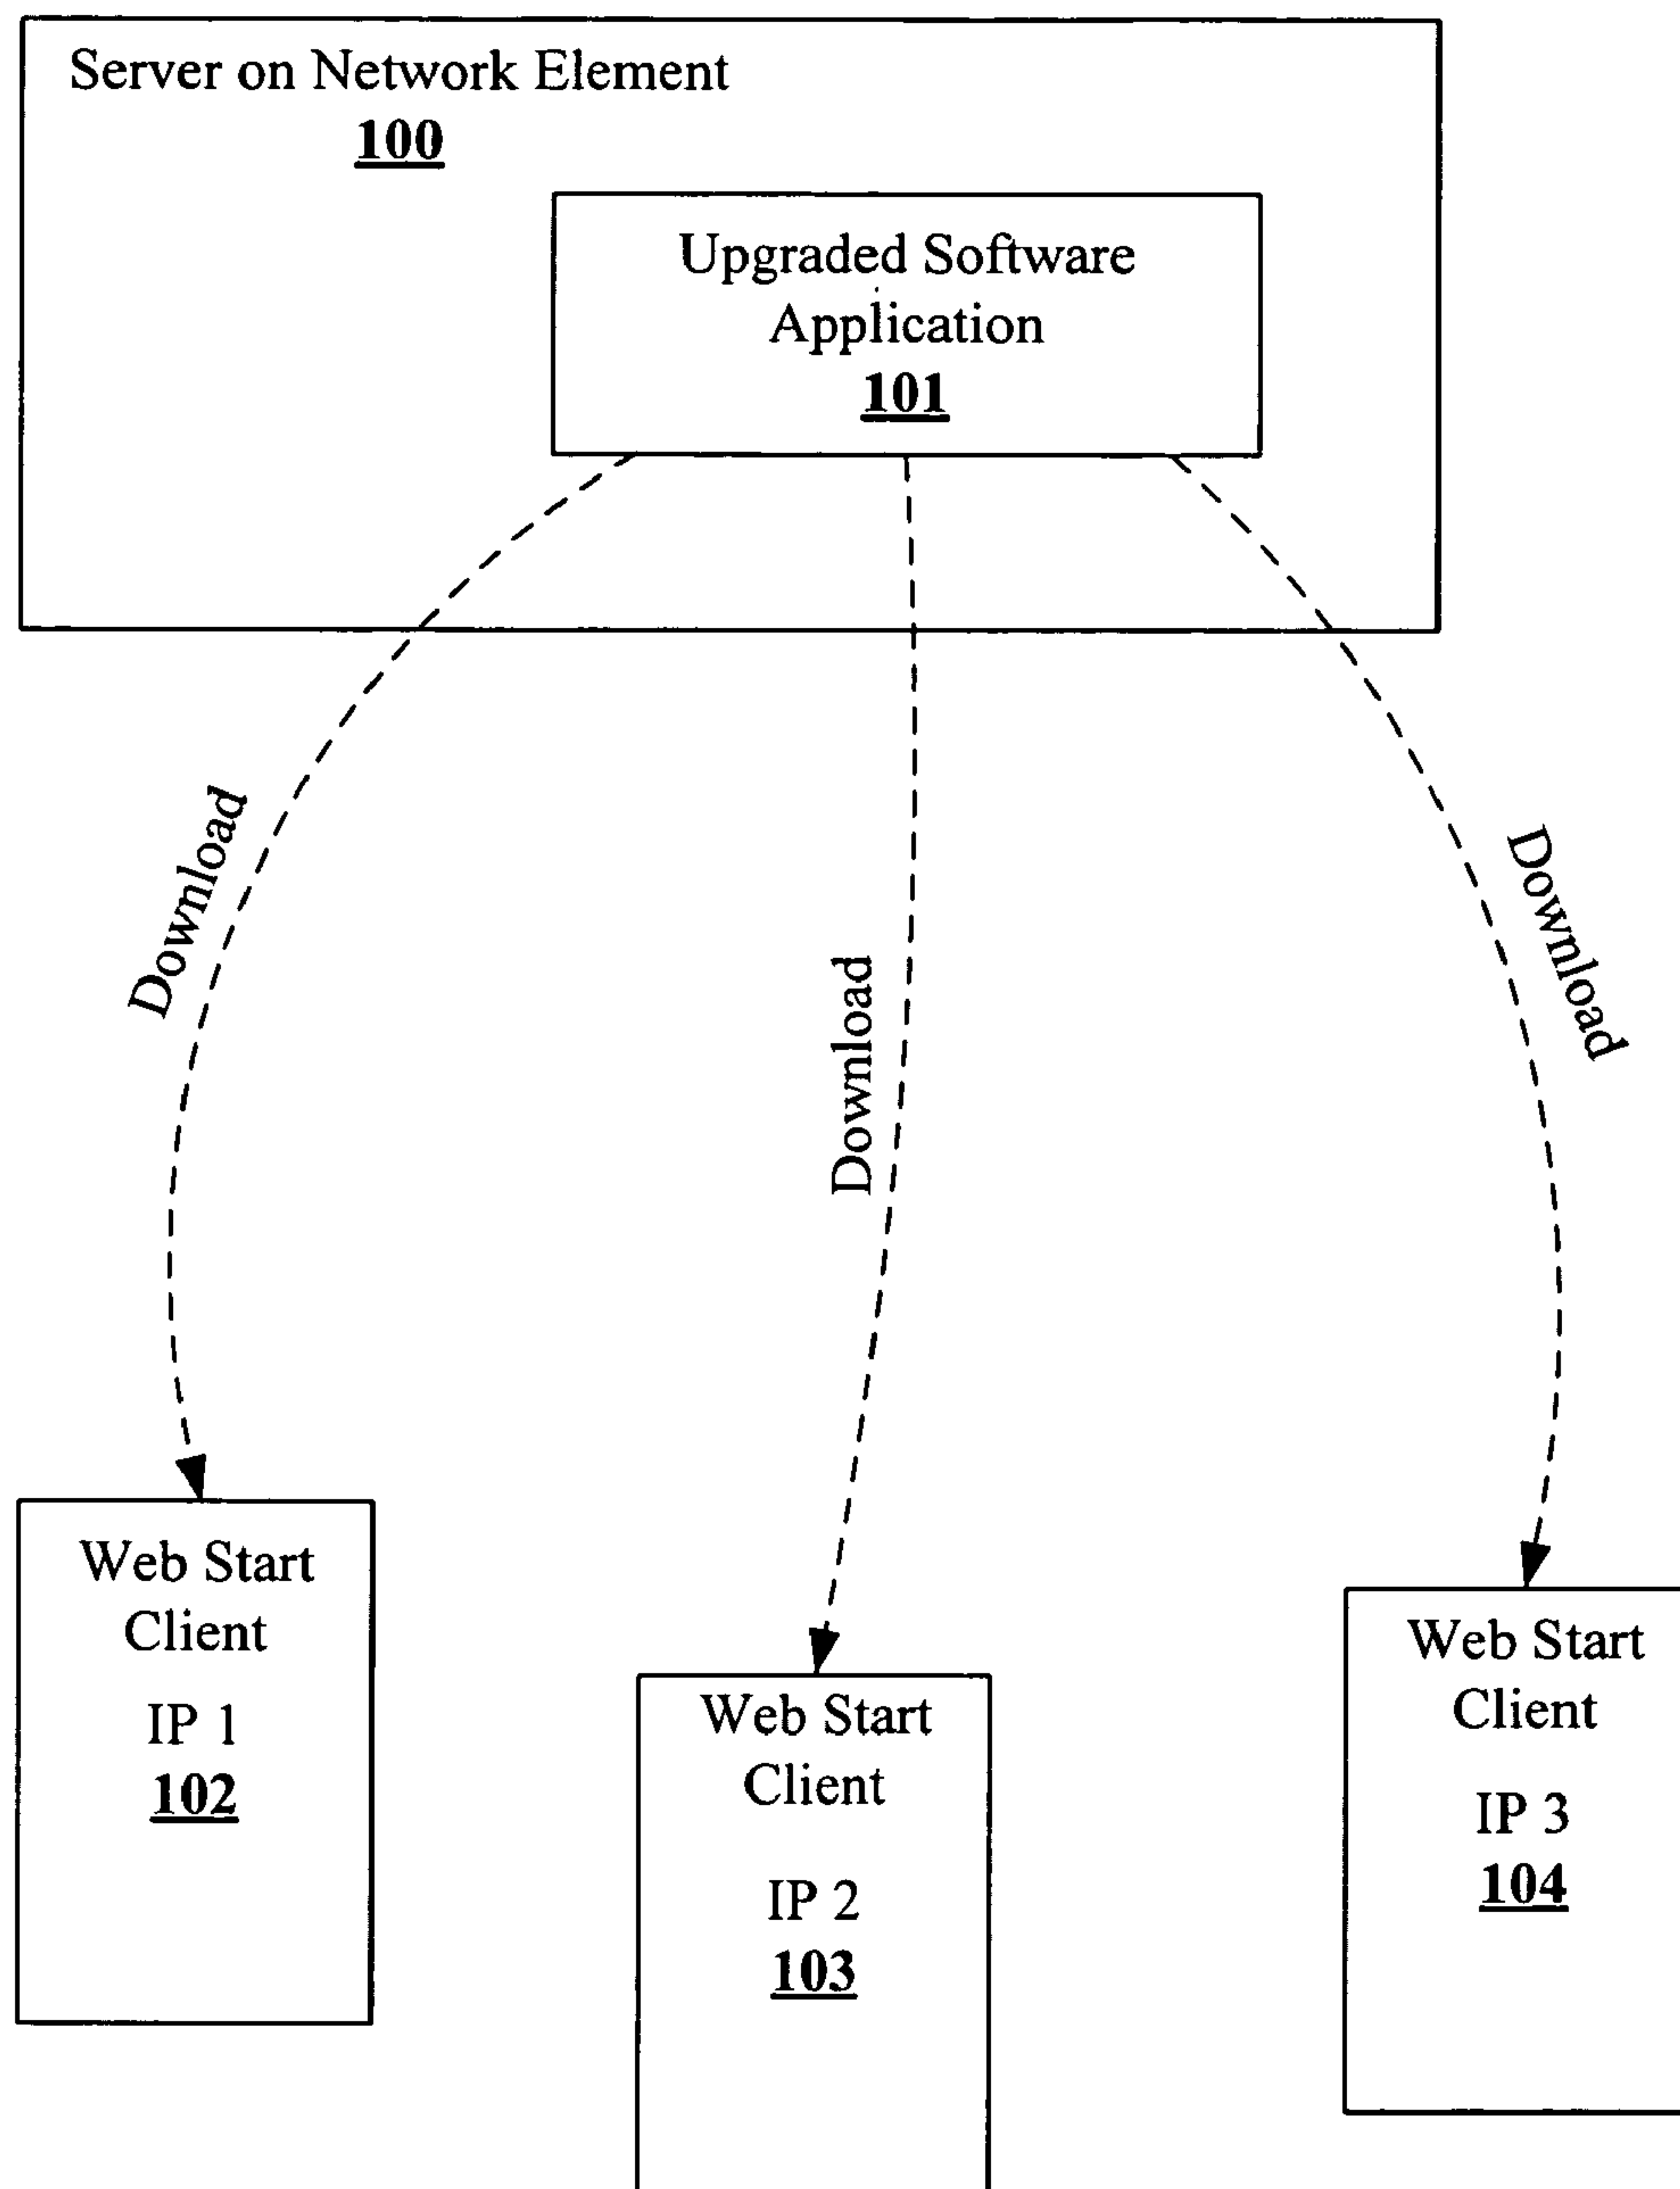 Server on Network Element
100
Upgraded Software
Application
101
Download
Download
Download
Web Start
Client
IP 1
102
Web Start
Client
IP 2
103
Web Start
Client
IP 3
104